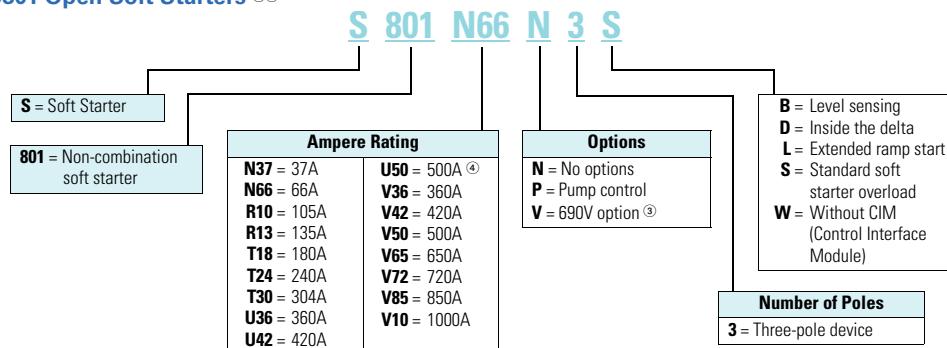 S801 Open Soft Starters
S 801 N66 N 3 S
S = Soft Starter
801 = Non-combination
soft starter
Ampere Rating
N37 = 37A
N66 = 66A
R10 = 105A
R13 = 135A
T18 = 180A
T24 = 240A
T30 = 304A
U36 = 360A
U42 = 420A
U50 = 500A ④
V36 = 360A
V42 = 420A
V50 = 500A
V65 = 650A
V72 = 720A
V85 = 850A
V10 = 1000A
Options
N = No options
P = Pump control
V = 690V option ③
Number of Poles
3 = Three-pole device
B = Level sensing
D = Inside the delta
L = Extended ramp start
S = Standard soft
starter overload
W = Without CIM
(Control Interface
Module)